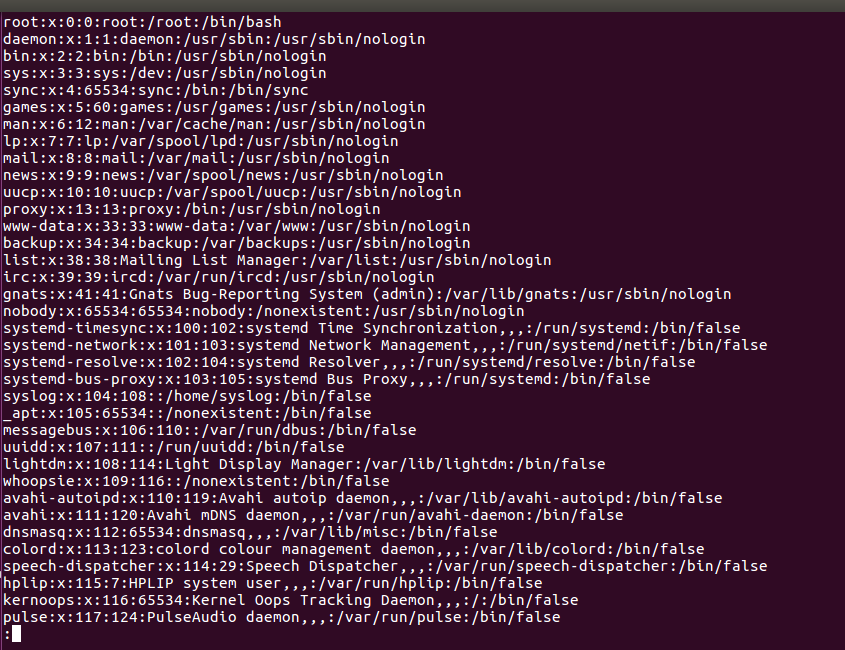 root:x:0:0:root:/root:/bin/bash
daemon:x:1:1:daemon:/usr/sbin:/usr/sbin/nologin
bin:x:2:2:bin:/bin:/usr/sbin/nologin
sys:x:3:3:sys:/dev:/usr/sbin/nologin
sync:x:4:65534:sync:/bin:/bin/sync
games:x:5:60:games:/usr/games:/usr/sbin/nologin
man:x:6:12:man:/var/cache/man:/usr/sbin/nologin
lp:x:7:7:lp:/var/spool/lpd:/usr/sbin/nologin
mail:x:8:8:mail:/var/mail:/usr/sbin/nologin
news:x:9:9:news:/var/spool/news:/usr/sbin/nologin
uucp:x:10:10:uucp:/var/spool/uucp:/usr/sbin/nologin
proxy:x:13:13:proxy:/bin:/usr/sbin/nologin
www-data:x:33:33:www-data:/var/www:/usr/sbin/nologin
backup:x:34:34:backup:/var/backups:/usr/sbin/nologin
list:x:38:38:Mailing List Manager:/var/list:/usr/sbin/nologin
irc:x:39:39:ircd:/var/run/ircd:/usr/sbin/nologin
gnats:x:41:41:Gnats Bug-Reporting System (admin):/var/lib/gnats:/usr/sbin/nologin
nobody:x:65534:65534:nobody:/nonexistent:/usr/sbin/nologin
systemd-timesync:x:100:102:systemd Time Synchronization,,,:/run/systemd:/bin/false
systemd-network:x:101:103:systemd Network Management,,,:/run/systemd/netif:/bin/false
systemd-resolve:x:102:104:systemd Resolver,,,:/run/systemd/resolve:/bin/false
systemd-bus-proxy:x:103:105:systemd Bus Proxy,,,:/run/systemd:/bin/false
syslog:x:104:108::/home/syslog:/bin/false
_apt:x:105:65534::/nonexistent:/bin/false
messagebus:x:106:110::/var/run/dbus:/bin/false
uuidd:x:107:111::/run/uuidd:/bin/false
lightdm:x:108:114:Light Display Manager:/var/lib/lightdm:/bin/false
whoopsie:x:109:116::/nonexistent:/bin/false
avahi-autoipd:x:110:119:Avahi autoip daemon,,,:/var/lib/avahi-autoipd:/bin/false
avahi:x:111:120:Avahi mDNS daemon,,,:/var/run/avahi-daemon:/bin/false
dnsmasq:x:112:65534:dnsmasq,,,:/var/lib/misc:/bin/false
colord:x:113:123:colord colour management daemon,,,:/var/lib/colord:/bin/false
speech-dispatcher:x:114:29:Speech Dispatcher,,,:/var/run/speech-dispatcher:/bin/false
hplip:x:115:7:HPLIP system user,,,:/var/run/hplip:/bin/false
kernoops:x:116:65534:Kernel Oops Tracking Daemon,,,:/:/bin/false
pulse:x:117:124:PulseAudio daemon,,,:/var/run/pulse:/bin/false
: